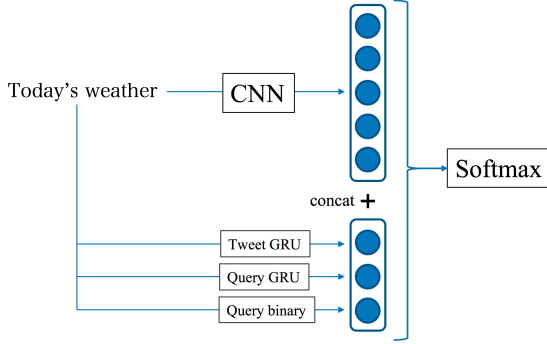 Today's weather
CNN
Softmax
concat +
Tweet GRU
Query GRU
Query binary